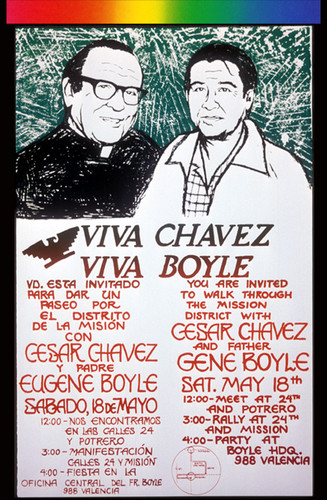 VIVA CHAVEZ
VIVA BOYLE
VD. ESTA INVITADO
PARA DAR UN
PASEO POR
EL DISTRITO
DE LA MISIÓN
CON
CESAR CHAVEZ
Y PADRE
EUGENE BOYLE
SABADO, 18 DE MAYO
12:00 - NOS ENCONTRAMOS
EN LAS CALLES 24
Y POTRERO
3:00 - MANIFESTACIÓN
CALLES 24 Y MISIÓN
4:00 - FIESTA EN LA
OFICINA CENTRAL DEL FR. BOYLE
988 VALENCIA
YOU ARE INVITED
TO WALK THROUGH
THE MISSION
DISTRICT WITH
CESAR CHAVEZ
AND FATHER
GENE BOYLE
SAT. MAY 18th
12:00 - MEET AT 24TH
AND POTRERO
3:00 - RALLY AT 24TH
AND MISSION
4:00 - PARTY AT
BOYLE HDQ.
988 VALENCIA